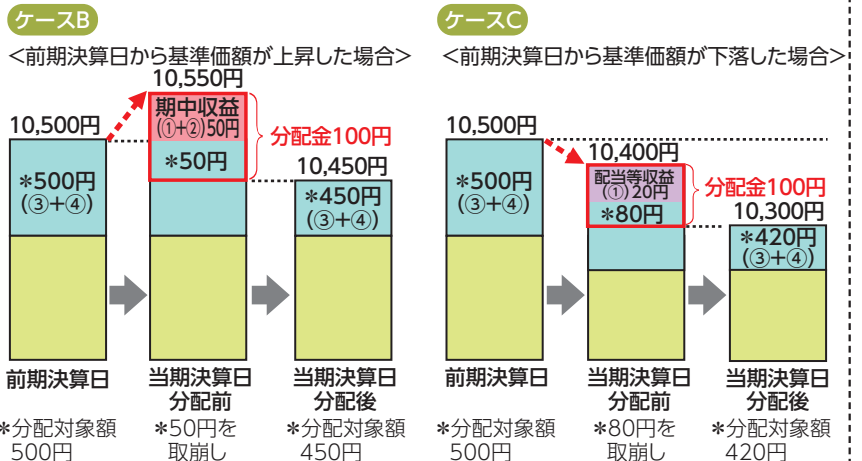 ケースB
<前期決算日から基準価額が上昇した場合>
10,550円
10,500円
期中収益
(①+②)50円
分配金100円
*50円
10,450円
*500円
(③+④)
*450円
(③+④)
前期決算日
当期決算日
分配前
当期決算日
分配後
*分配対象額
500円
*50円を
取崩し
*分配対象額
450円
ケースC
<前期決算日から基準価額が下落した場合>
10,500円
10,400円
配当等収益
(①)20円
分配金100円
*80円
10,300円
*500円
(③+④)
*420円
(③+④)
前期決算日
当期決算日
分配前
当期決算日
分配後
*分配対象額
500円
*80円を
取崩し
*分配対象額
420円